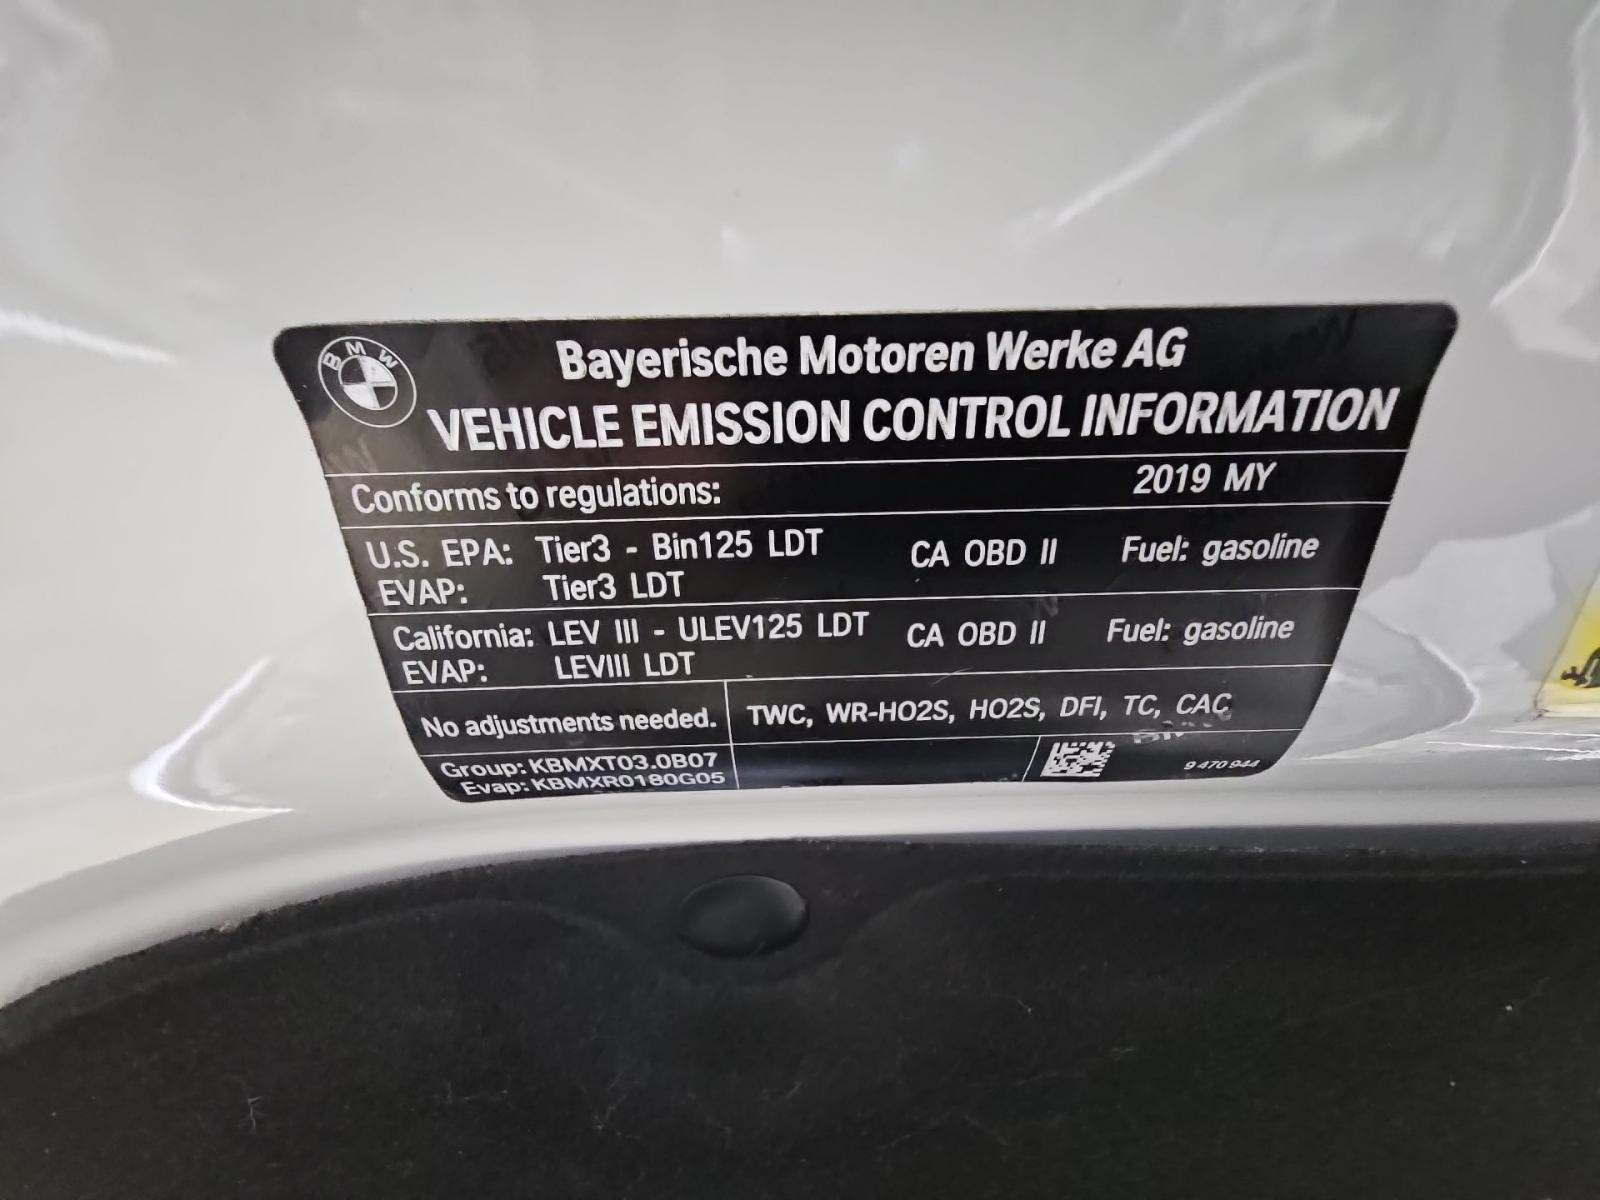 BMW
Bayerische Motoren Werke AG
VEHICLE EMISSION CONTROL INFORMATION
Conforms to regulations: 2019 MY
U.S. EPA: Tier3 - Bin125 LDT CA OBD II Fuel: gasoline
EVAP: Tier3 LDT
California: LEV III - ULEV125 LDT CA OBD II Fuel: gasoline
EVAP: LEVIII LDT
No adjustments needed. TWC, WR-HO2S, HO2S, DFI, TC, CAC
Group: KBMXT03.0B07
Evap: KBMXR0180G05
9 470 944